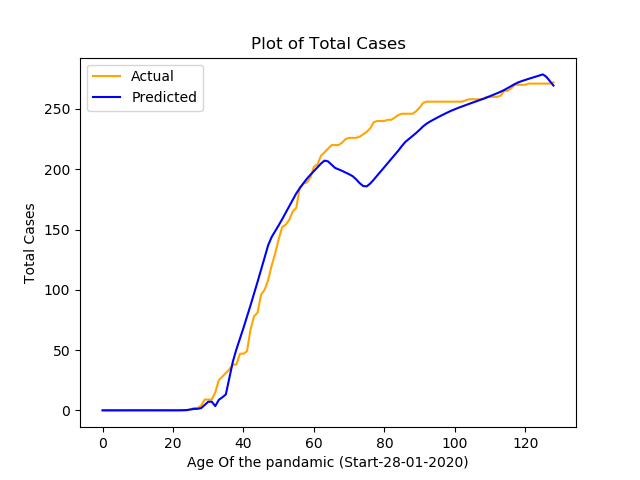 Plot of Total Cases
Actual
Predicted
250
200
150
100
50
0
Total Cases
0 20 40 60 80 100 120
Age Of the pandamic (Start-28-01-2020)